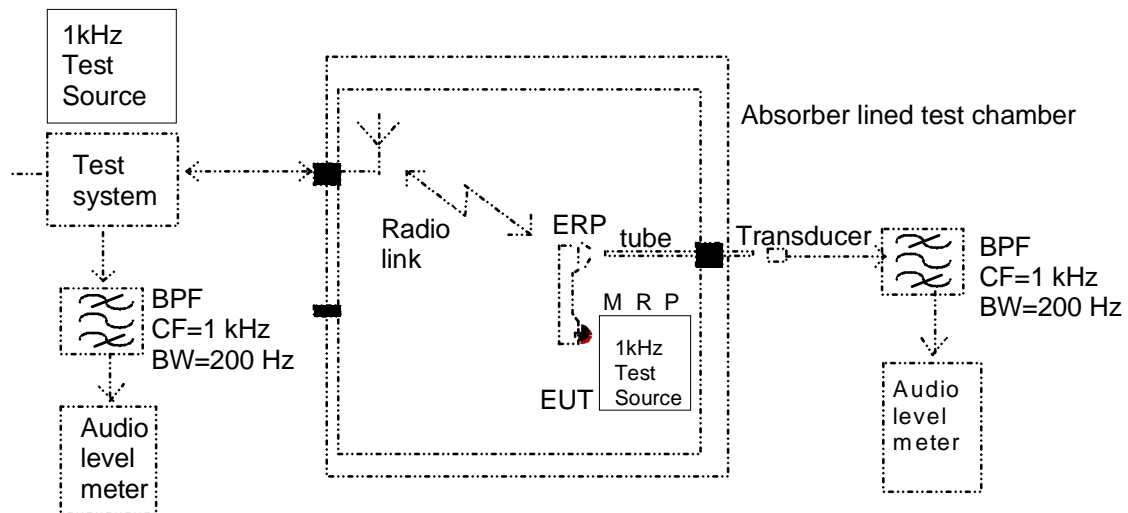 1kHz
Test
Source
Test
system
BPF
CF=1 kHz
BW=200 Hz
Audio
level
meter
Absorber lined test chamber
Radio
link
ERP
tube
Transducer
M R P
1kHz
Test
Source
EUT
BPF
CF=1 kHz
BW=200 Hz
Audio
level
meter